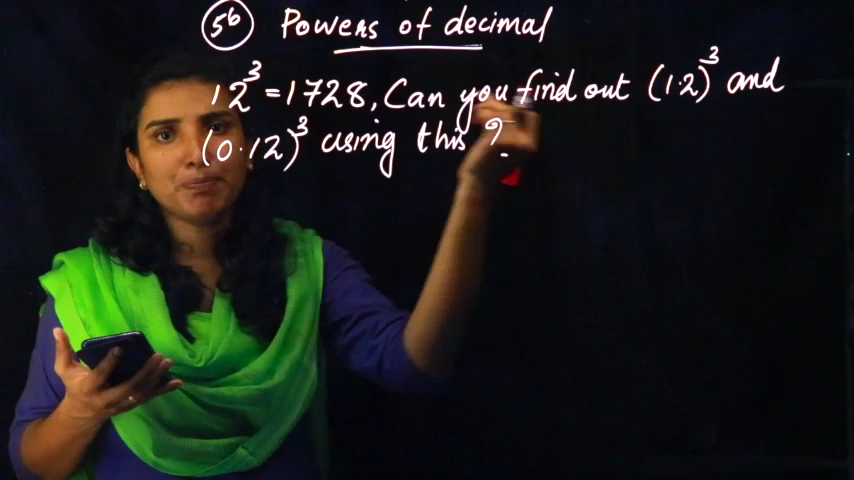 56 Powers of decimal
12³ = 1728, Can you find out (1.2)³ and
(0.12)³ using this ?